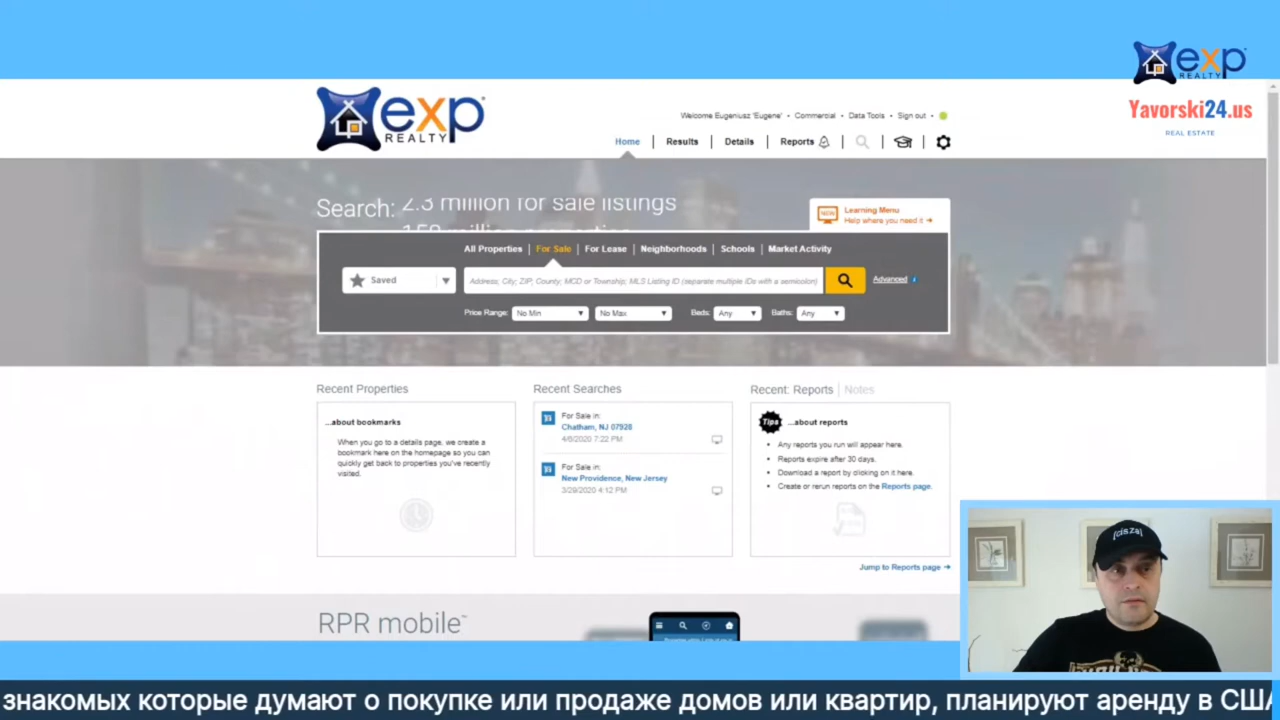 exp
REALTY
Yavorski24.us
REAL ESTATE
exp
REALTY
Welcome Eugeniusz 'Eugene' • Commercial • Data Tools • Sign out
Home | Results | Details | Reports
Search: 2.3 million for sale listings
Learning Menu
Help where you need it
NEW
All Properties | For Sale | For Lease | Neighborhoods | Schools | Market Activity
Saved
Address; City; ZIP; County; MCD or Township; MLS Listing ID (separate multiple IDs with a semicolon)
Advanced
Price Range: No Min No Max Beds: Any Baths: Any
Recent Properties
...about bookmarks
When you go to a details page, we create a
bookmark here on the homepage so you can
quickly get back to properties you've recently
visited.
Recent Searches
For Sale in:
Chatham, NJ 07928
4/6/2020 7:22 PM
For Sale in:
New Providence, New Jersey
3/29/2020 4:12 PM
Recent: Reports | Notes
Tips ...about reports
• Any reports you run will appear here.
• Reports expire after 30 days.
• Download a report by clicking on it here.
• Create or rerun reports on the Reports page.
Jump to Reports page
RPR mobile™
{cisza}
знакомых которые думают о покупке или продаже домов или квартир, планируют аренду в США